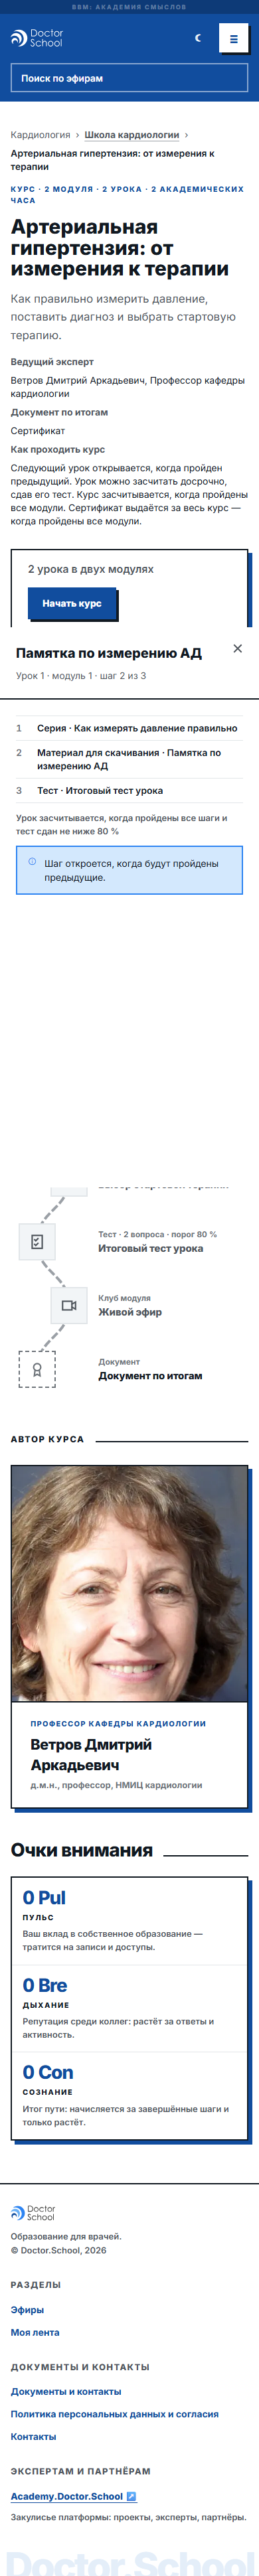 ВВМ: АКАДЕМИЯ СМЫСЛОВ
Doctor
School
Поиск по эфирам
Кардиология › Школа кардиологии ›
Артериальная гипертензия: от измерения к
терапии
КУРС · 2 МОДУЛЯ · 2 УРОКА · 2 АКАДЕМИЧЕСКИХ
ЧАСА
Артериальная
гипертензия: от
измерения к терапии
Как правильно измерить давление,
поставить диагноз и выбрать стартовую
терапию.
Ведущий эксперт
Ветров Дмитрий Аркадьевич, Профессор кафедры
кардиологии
Документ по итогам
Сертификат
Как проходить курс
Следующий урок открывается, когда пройден
предыдущий. Урок можно засчитать досрочно,
сдав его тест. Курс засчитывается, когда пройдены
все модули. Сертификат выдаётся за весь курс —
когда пройдены все модули.
2 урока в двух модулях
Начать курс
Памятка по измерению АД
Урок 1 · модуль 1 · шаг 2 из 3
1 Серия · Как измерять давление правильно
2 Материал для скачивания · Памятка по
измерению АД
3 Тест · Итоговый тест урока
Урок засчитывается, когда пройдены все шаги и
тест сдан не ниже 80 %
Шаг откроется, когда будут пройдены
предыдущие.
Тест · 2 вопроса · порог 80 %
Итоговый тест урока
Клуб модуля
Живой эфир
Документ
Документ по итогам
АВТОР КУРСА
ПРОФЕССОР КАФЕДРЫ КАРДИОЛОГИИ
Ветров Дмитрий
Аркадьевич
д.м.н., профессор, НМИЦ кардиологии
Очки внимания
0 Pul
ПУЛЬС
Ваш вклад в собственное образование —
тратится на записи и доступы.
0 Bre
ДЫХАНИЕ
Репутация среди коллег: растёт за ответы и
активность.
0 Con
СОЗНАНИЕ
Итог пути: начисляется за завершённые шаги и
только растёт.
Doctor
School
Образование для врачей.
© Doctor.School, 2026
РАЗДЕЛЫ
Эфиры
Моя лента
ДОКУМЕНТЫ И КОНТАКТЫ
Документы и контакты
Политика персональных данных и согласия
Контакты
ЭКСПЕРТАМ И ПАРТНЁРАМ
Academy.Doctor.School ↗
Закулисье платформы: проекты, эксперты, партнёры.
Doctor.School